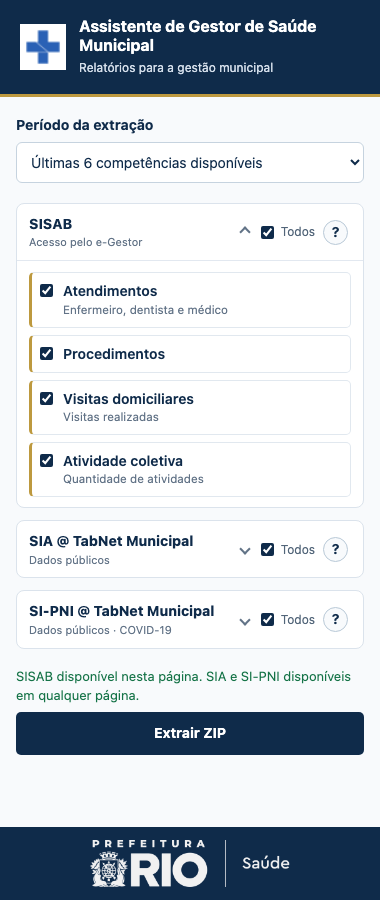 Assistente de Gestor de Saúde
Municipal
Relatórios para a gestão municipal
Período da extração
Últimas 6 competências disponíveis
SISAB
Acesso pelo e-Gestor
Todos
?
Atendimentos
Enfermeiro, dentista e médico
Procedimentos
Visitas domiciliares
Visitas realizadas
Atividade coletiva
Quantidade de atividades
SIA @ TabNet Municipal
Dados públicos
Todos
?
SI-PNI @ TabNet Municipal
Dados públicos · COVID-19
Todos
?
SISAB disponível nesta página. SIA e SI-PNI disponíveis
em qualquer página.
Extrair ZIP
PREFEITURA
RIO
Saúde